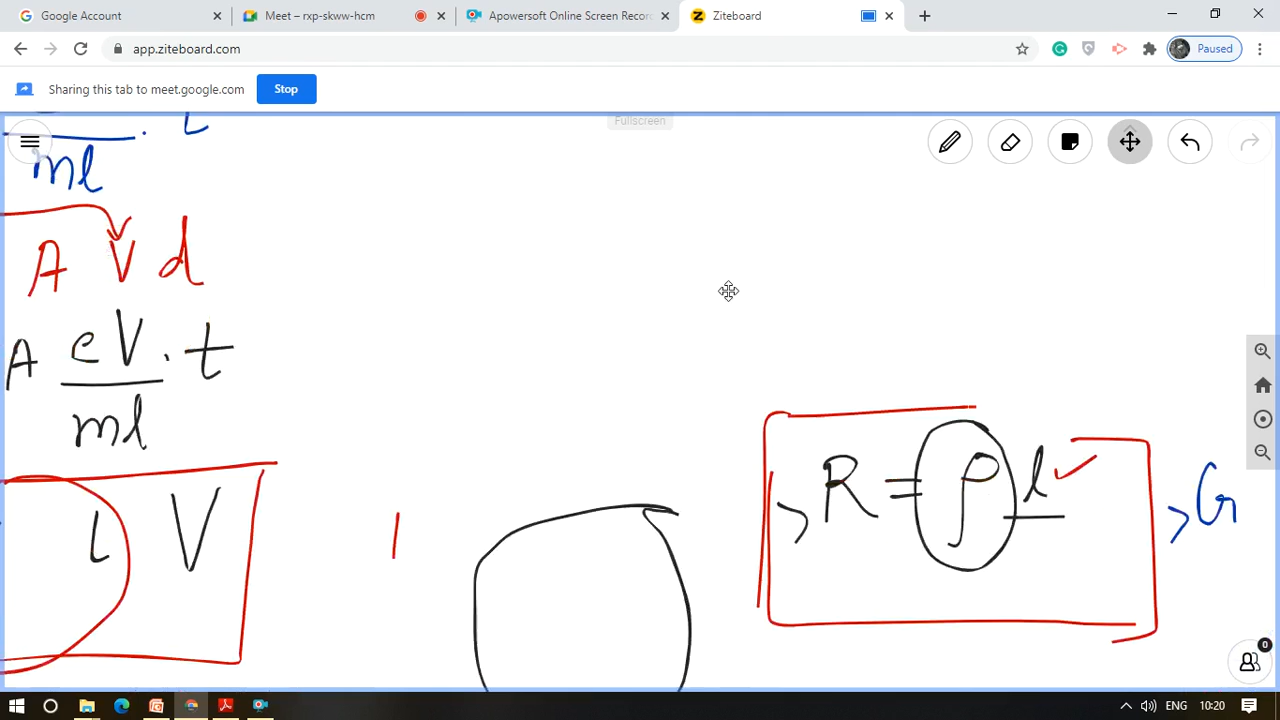 Google Account
Meet – rxp-skww-hcm
Apowersoft Online Screen Recor
Ziteboard
app.ziteboard.com
Paused
Sharing this tab to meet.google.com
Stop
Fullscreen
ml
A V d
A eV . t
ml
V
R = ρ l
G
0
ENG
10:20